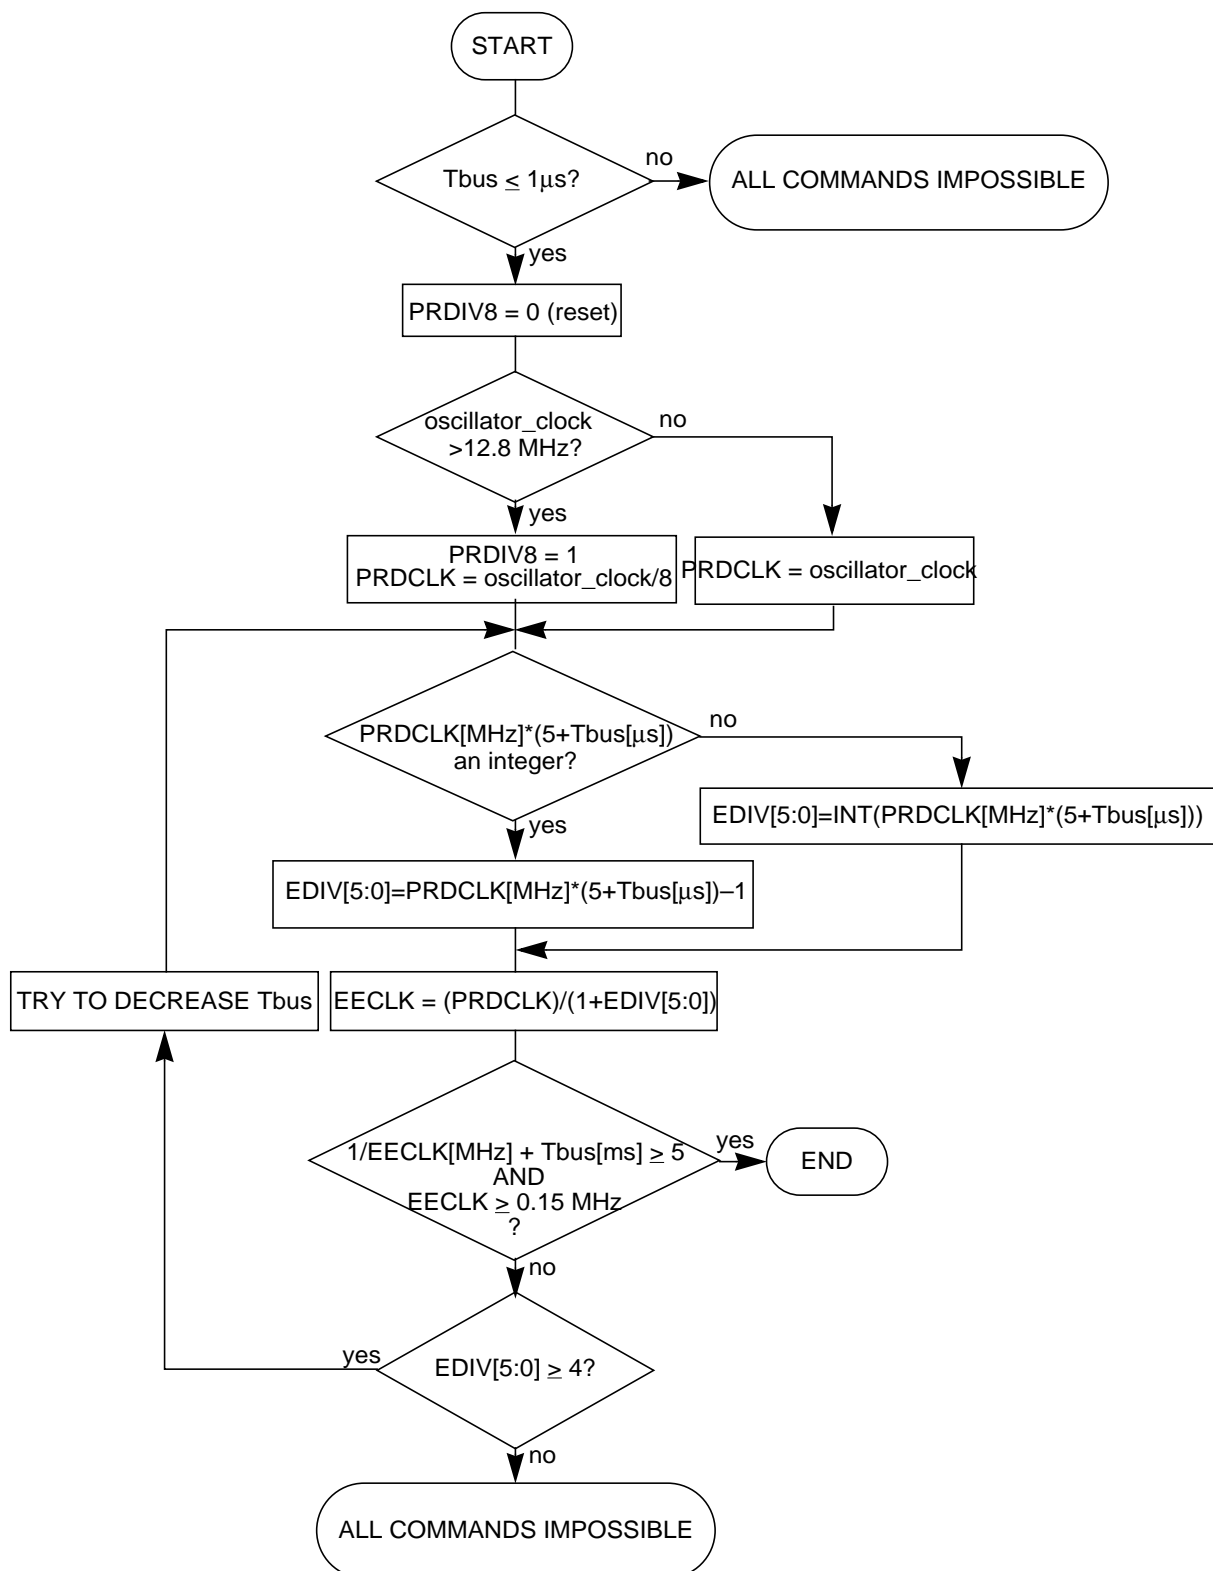 START
Tbus ≤ 1μs?
no
ALL COMMANDS IMPOSSIBLE
yes
PRDIV8 = 0 (reset)
oscillator_clock
>12.8 MHz?
no
yes
PRDIV8 = 1
PRDCLK = oscillator_clock/8
PRDCLK = oscillator_clock
PRDCLK[MHz]*(5+Tbus[μs])
an integer?
no
yes
EDIV[5:0]=INT(PRDCLK[MHz]*(5+Tbus[μs]))
EDIV[5:0]=PRDCLK[MHz]*(5+Tbus[μs])–1
TRY TO DECREASE Tbus
EECLK = (PRDCLK)/(1+EDIV[5:0])
1/EECLK[MHz] + Tbus[ms] ≥ 5
AND
EECLK ≥ 0.15 MHz
?
yes
END
no
EDIV[5:0] ≥ 4?
yes
no
ALL COMMANDS IMPOSSIBLE